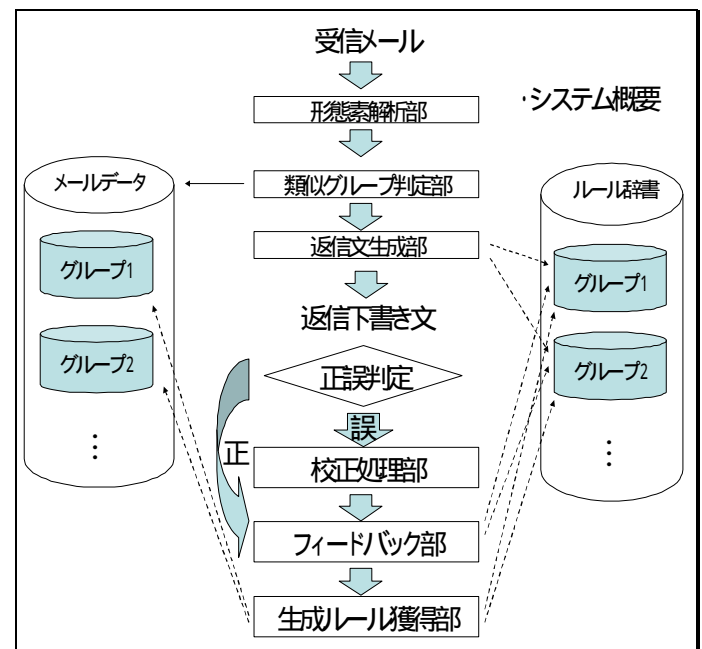 受信メール
・システム概要
形態素解析部
メールデータ
類似グループ判定部
ルール辞書
返信文生成部
グループ1
グループ1
返信下書き文
グループ2
グループ2
正誤判定
誤
正
校正処理部
⋮
⋮
フィードバック部
生成ルール獲得部